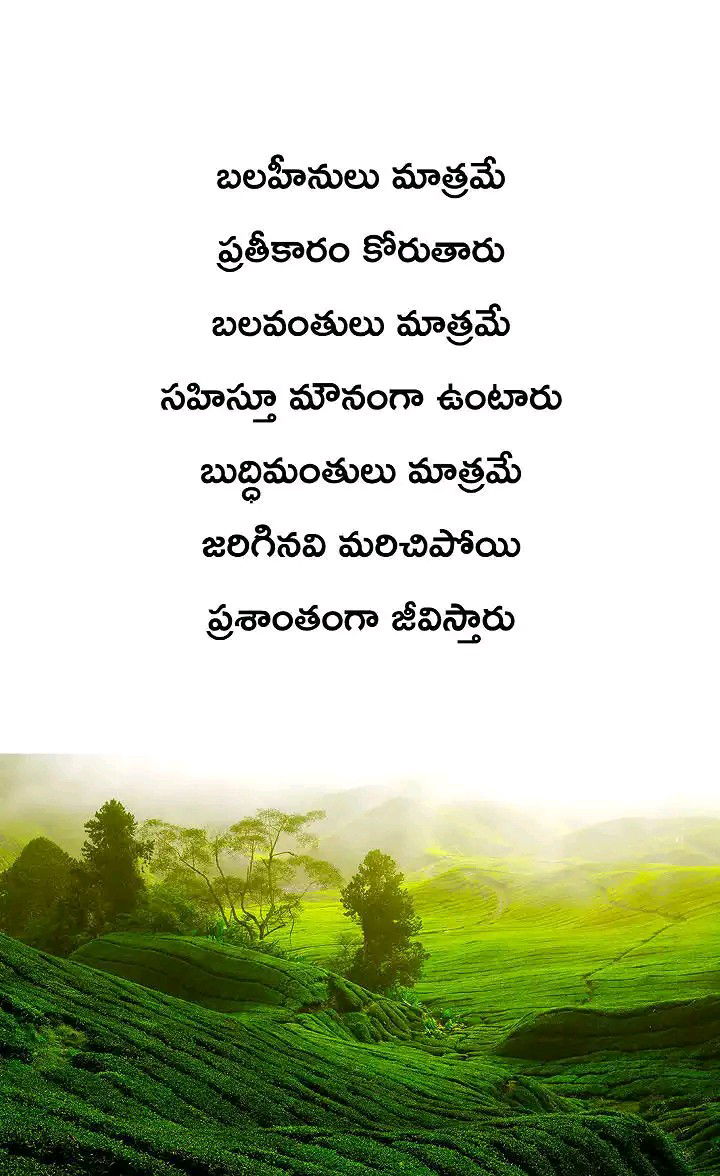 బలహీనులు మాత్రమే
ప్రతీకారం కోరుతారు
బలవంతులు మాత్రమే
సహిస్తూ మౌనంగా ఉంటారు
బుద్ధిమంతులు మాత్రమే
జరిగినవి మరిచిపోయి
ప్రశాంతంగా జీవిస్తారు